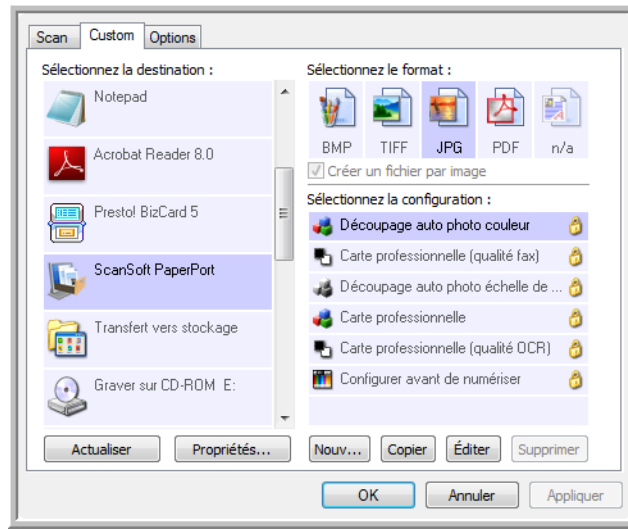 Scan Custom Options
Sélectionnez la destination :
Notepad
Acrobat Reader 8.0
Presto! BizCard 5
ScanSoft PaperPort
Transfert vers stockage
Graver sur CD-ROM E:
Actualiser Propriétés...
Sélectionnez le format :
BMP TIFF JPG PDF n/a
Créer un fichier par image
Sélectionnez la configuration :
Découpage auto photo couleur
Carte professionnelle (qualité fax)
Découpage auto photo échelle de ...
Carte professionnelle
Carte professionnelle (qualité OCR)
Configurer avant de numériser
Nouv... Copier Éditer Supprimer
OK Annuler Appliquer